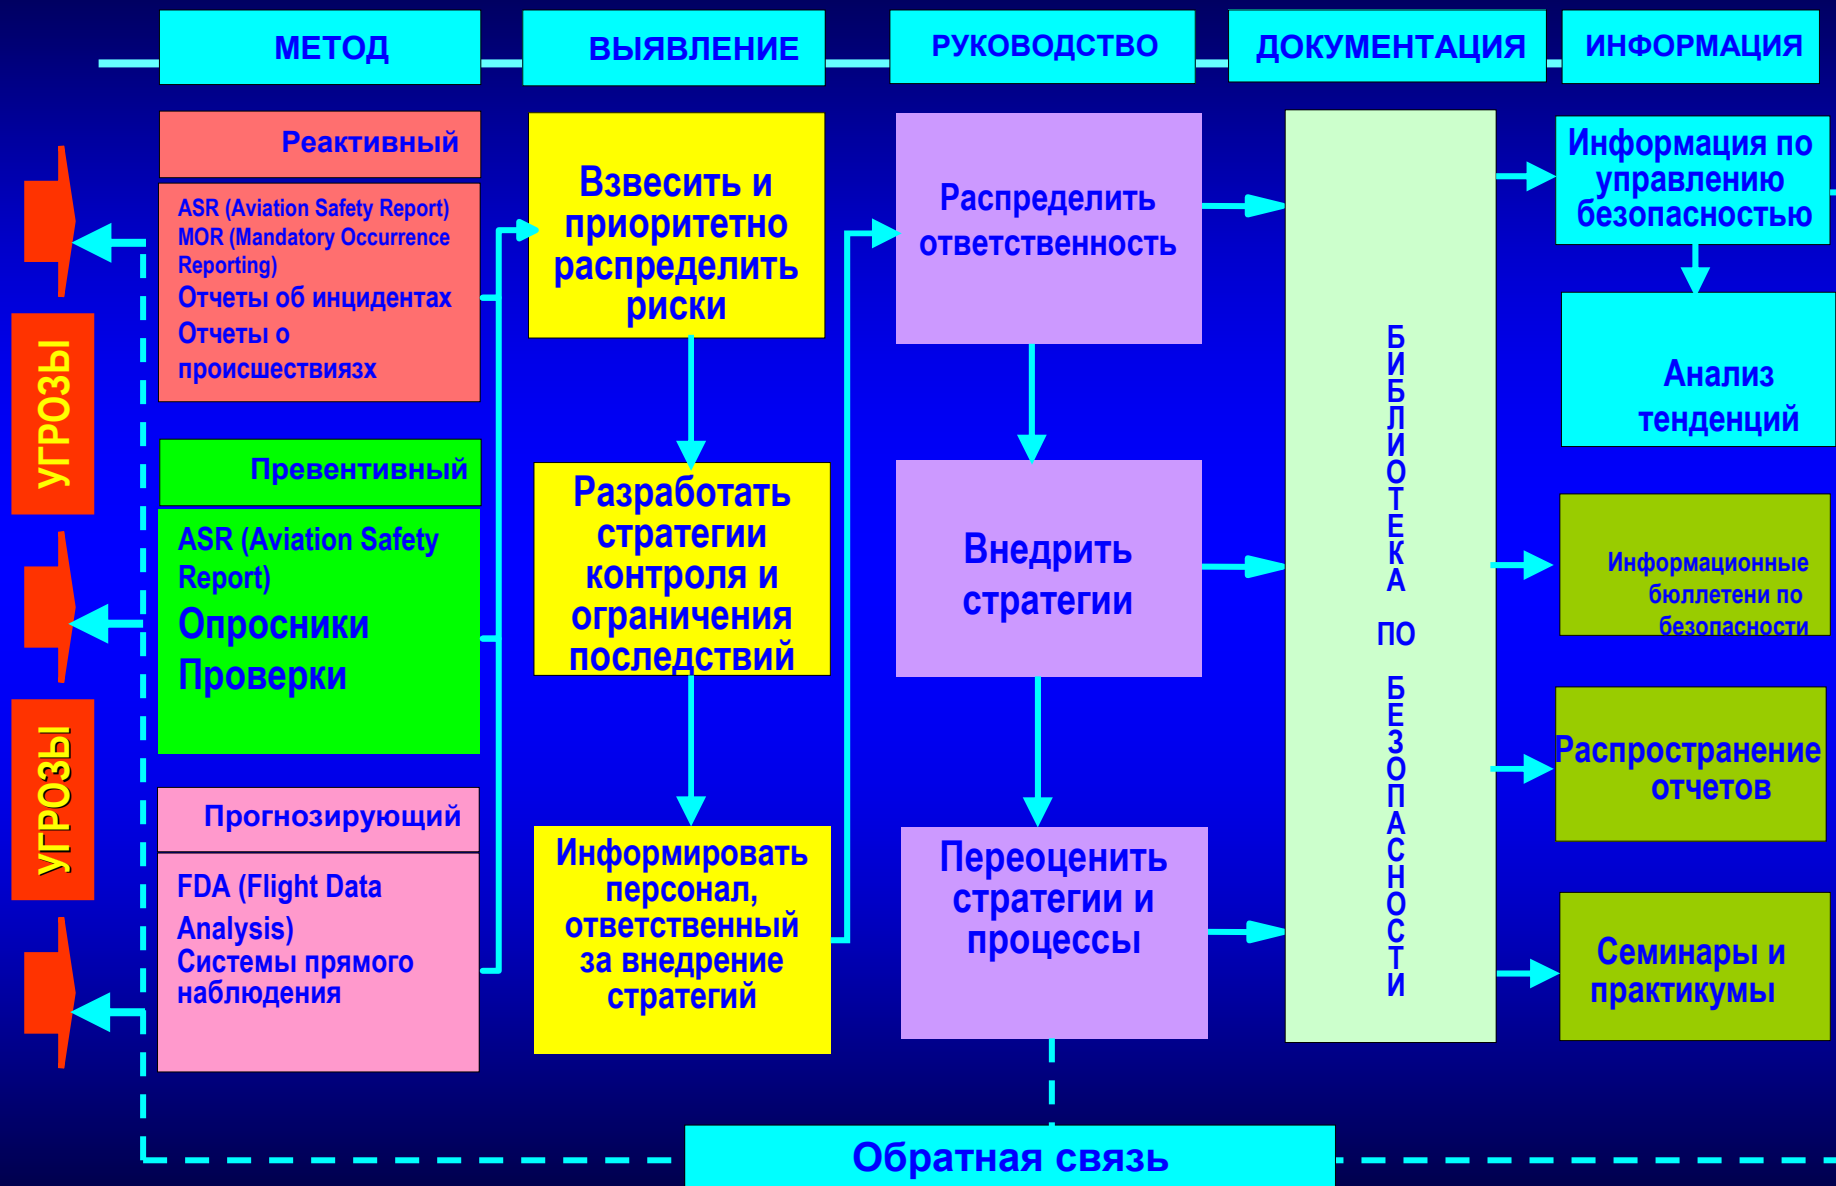 МЕТОД
ВЫЯВЛЕНИЕ
РУКОВОДСТВО
ДОКУМЕНТАЦИЯ
ИНФОРМАЦИЯ
УГРОЗЫ
УГРОЗЫ
Реактивный
ASR (Aviation Safety Report)
MOR (Mandatory Occurrence
Reporting)
Отчеты об инцидентах
Отчеты о
происшествиязх
Превентивный
ASR (Aviation Safety
Report)
Опросники
Проверки
Прогнозирующий
FDA (Flight Data
Analysis)
Системы прямого
наблюдения
Взвесить и
приоритетно
распределить
риски
Разработать
стратегии
контроля и
ограничения
последствий
Информировать
персонал,
ответственный
за внедрение
стратегий
Распределить
ответственность
Внедрить
стратегии
Переоценить
стратегии и
процессы
БИБЛИОТЕКА ПО БЕЗОПАСНОСТИ
Информация по
управлению
безопасностью
Анализ
тенденций
Информационные
бюллетени по
безопасности
Распространение
отчетов
Семинары и
практикумы
Обратная связь